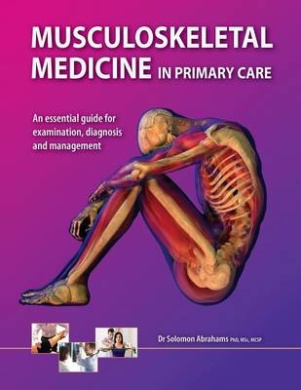 MUSCULOSKELETAL
MEDICINE IN PRIMARY CARE
An essential guide for
examination, diagnosis
and management
Dr Solomon Abrahams PhD, MSc, MCSP